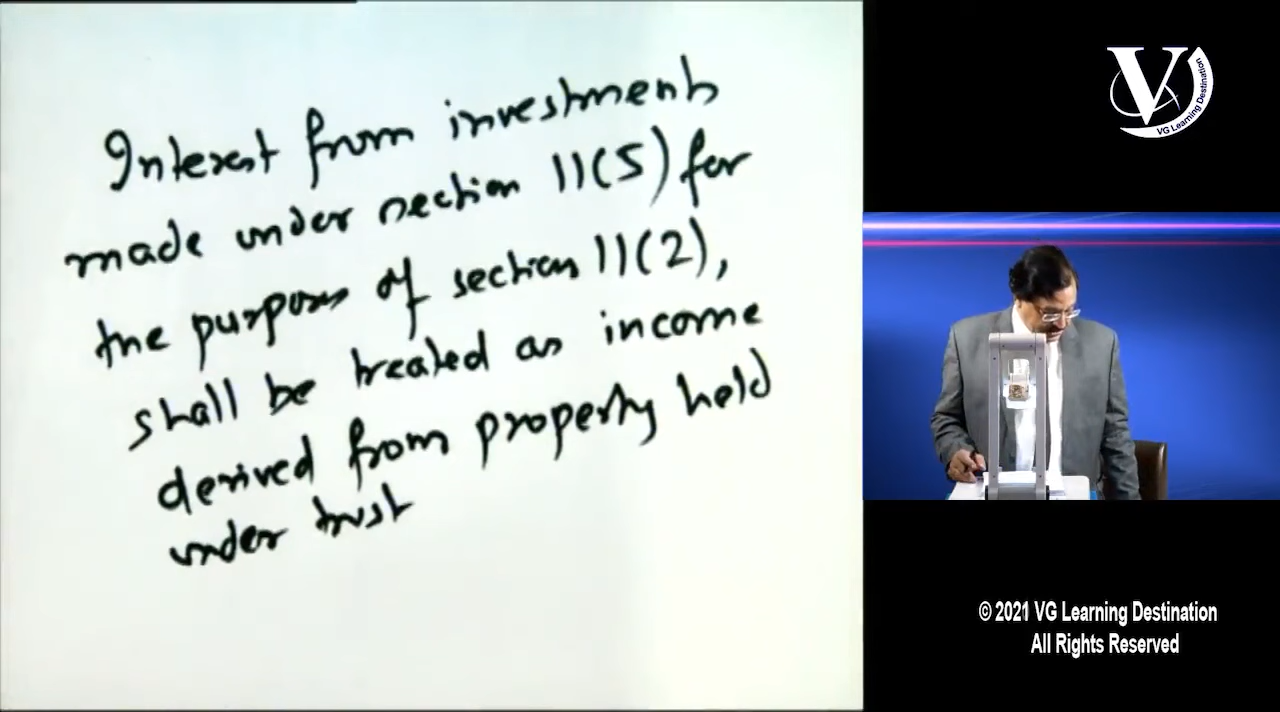 Interest from investments
made under section 11(5) for
the purpose of section 11(2),
shall be treated as income
derived from property held
under trust
V
VG Learning Destination
© 2021 VG Learning Destination
All Rights Reserved